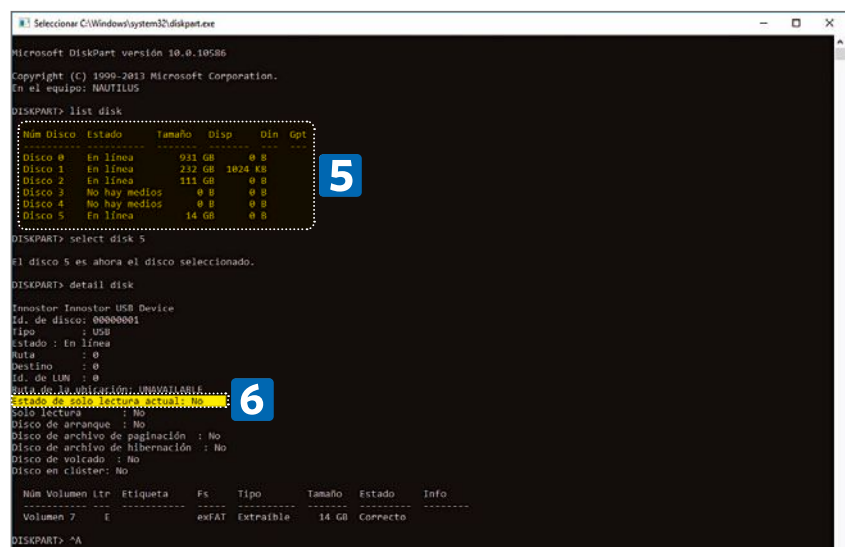 Seleccionar C:\Windows\system32\diskpart.exe
Microsoft DiskPart versión 10.0.10586
Copyright (C) 1999-2013 Microsoft Corporation.
En el equipo: NAUTILUS
DISKPART> list disk
Núm Disco Estado Tamaño Disp Din Gpt
---------- ---------- ------- ------- --- ---
Disco 0 En línea 931 GB 0 B
Disco 1 En línea 232 GB 1024 KB
Disco 2 En línea 111 GB 0 B
Disco 3 No hay medios 0 B 0 B
Disco 4 No hay medios 0 B 0 B
Disco 5 En línea 14 GB 0 B
5
DISKPART> select disk 5
El disco 5 es ahora el disco seleccionado.
DISKPART> detail disk
Innostor Innostor USB Device
Id. de disco: 00000001
Tipo : USB
Estado : En línea
Ruta : 0
Destino : 0
Id. de LUN : 0
Ruta de la ubicación: UNAVAILABLE
Estado de solo lectura actual: No
6
Solo lectura : No
Disco de arranque : No
Disco de archivo de paginación : No
Disco de archivo de hibernación : No
Disco de volcado : No
Disco en clúster: No
Núm Volumen Ltr Etiqueta Fs Tipo Tamaño Estado Info
----------- --- ----------- ----- ---------- ------- --------- --------
Volumen 7 E exFAT Extraíble 14 GB Correcto
DISKPART> ^A